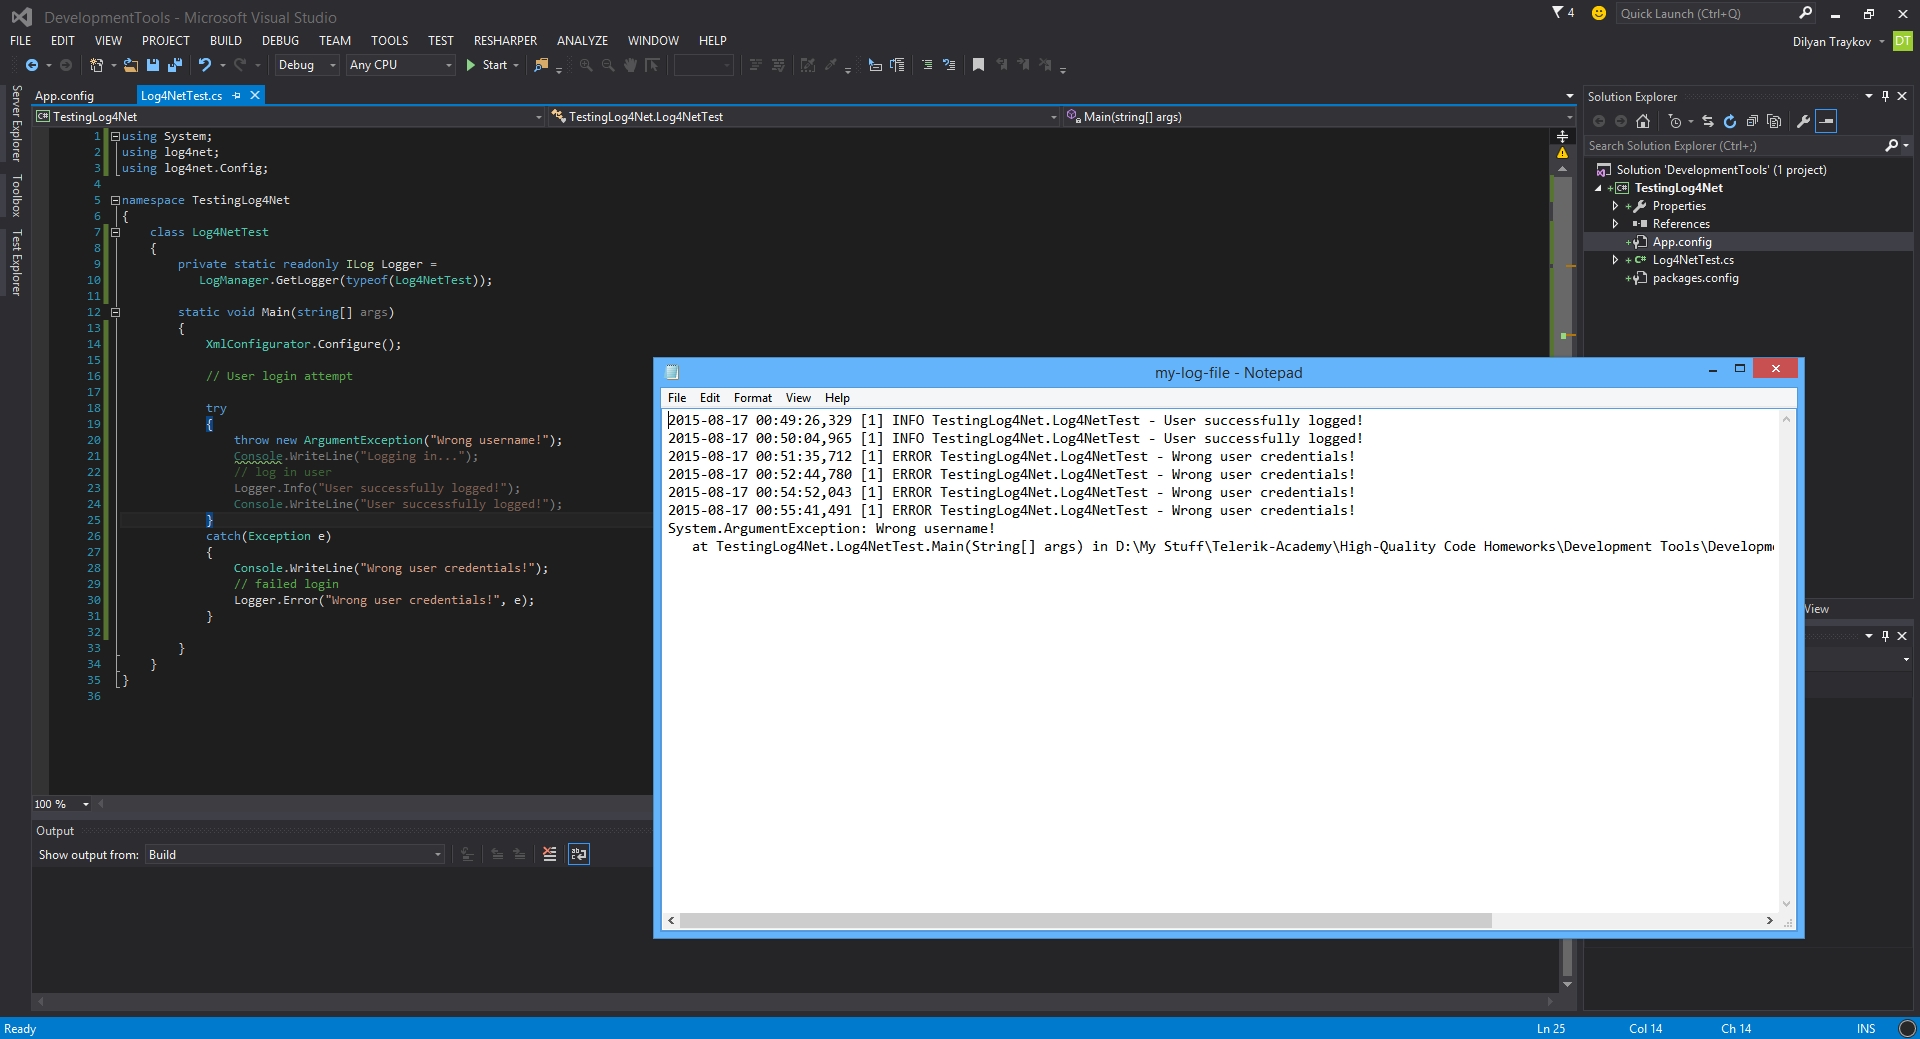 DevelopmentTools - Microsoft Visual Studio
4
Quick Launch (Ctrl+Q)
FILE EDIT VIEW PROJECT BUILD DEBUG TEAM TOOLS TEST RESHARPER ANALYZE WINDOW HELP
Dilyan Traykov
DT
Debug
Any CPU
Start
Server Explorer
Toolbox
Test Explorer
App.config
Log4NetTest.cs
TestingLog4Net
TestingLog4Net.Log4NetTest
Main(string[] args)
1 using System;
2 using log4net;
3 using log4net.Config;
4
5 namespace TestingLog4Net
6 {
7 class Log4NetTest
8 {
9 private static readonly ILog Logger =
10 LogManager.GetLogger(typeof(Log4NetTest));
11
12 static void Main(string[] args)
13 {
14 XmlConfigurator.Configure();
15
16 // User login attempt
17
18 try
19 {
20 throw new ArgumentException("Wrong username!");
21 Console.WriteLine("Logging in...");
22 // log in user
23 Logger.Info("User successfully logged!");
24 Console.WriteLine("User successfully logged!");
25 }
26 catch(Exception e)
27 {
28 Console.WriteLine("Wrong user credentials!");
29 // failed login
30 Logger.Error("Wrong user credentials!", e);
31 }
32
33 }
34 }
35 }
36
100 %
Output
Show output from: Build
Solution Explorer
Search Solution Explorer (Ctrl+;)
Solution 'DevelopmentTools' (1 project)
TestingLog4Net
Properties
References
App.config
Log4NetTest.cs
packages.config
View
my-log-file - Notepad
File Edit Format View Help
2015-08-17 00:49:26,329 [1] INFO TestingLog4Net.Log4NetTest - User successfully logged!
2015-08-17 00:50:04,965 [1] INFO TestingLog4Net.Log4NetTest - User successfully logged!
2015-08-17 00:51:35,712 [1] ERROR TestingLog4Net.Log4NetTest - Wrong user credentials!
2015-08-17 00:52:44,780 [1] ERROR TestingLog4Net.Log4NetTest - Wrong user credentials!
2015-08-17 00:54:52,043 [1] ERROR TestingLog4Net.Log4NetTest - Wrong user credentials!
2015-08-17 00:55:41,491 [1] ERROR TestingLog4Net.Log4NetTest - Wrong user credentials!
System.ArgumentException: Wrong username!
at TestingLog4Net.Log4NetTest.Main(String[] args) in D:\My Stuff\Telerik-Academy\High-Quality Code Homeworks\Development Tools\Developm
Ready
Ln 25
Col 14
Ch 14
INS